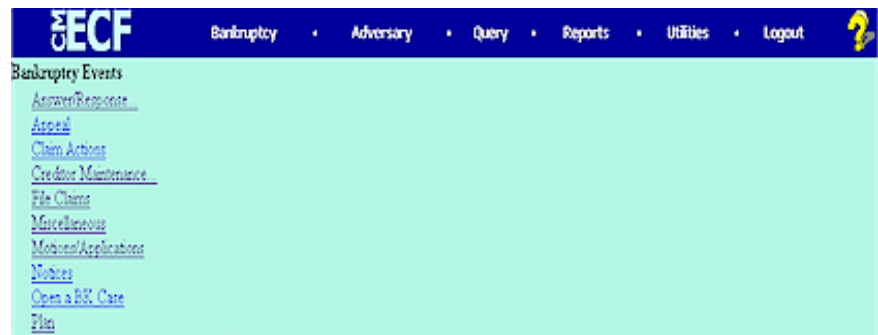 CM ECF Bankruptcy • Adversary • Query • Reports • Utilities • Logout ?
Bankruptcy Events
Answer/Response...
Appeal
Claim Actions
Creditor Maintenance...
File Claims
Miscellaneous
Motions/Applications
Notices
Open a BK Case
Plan